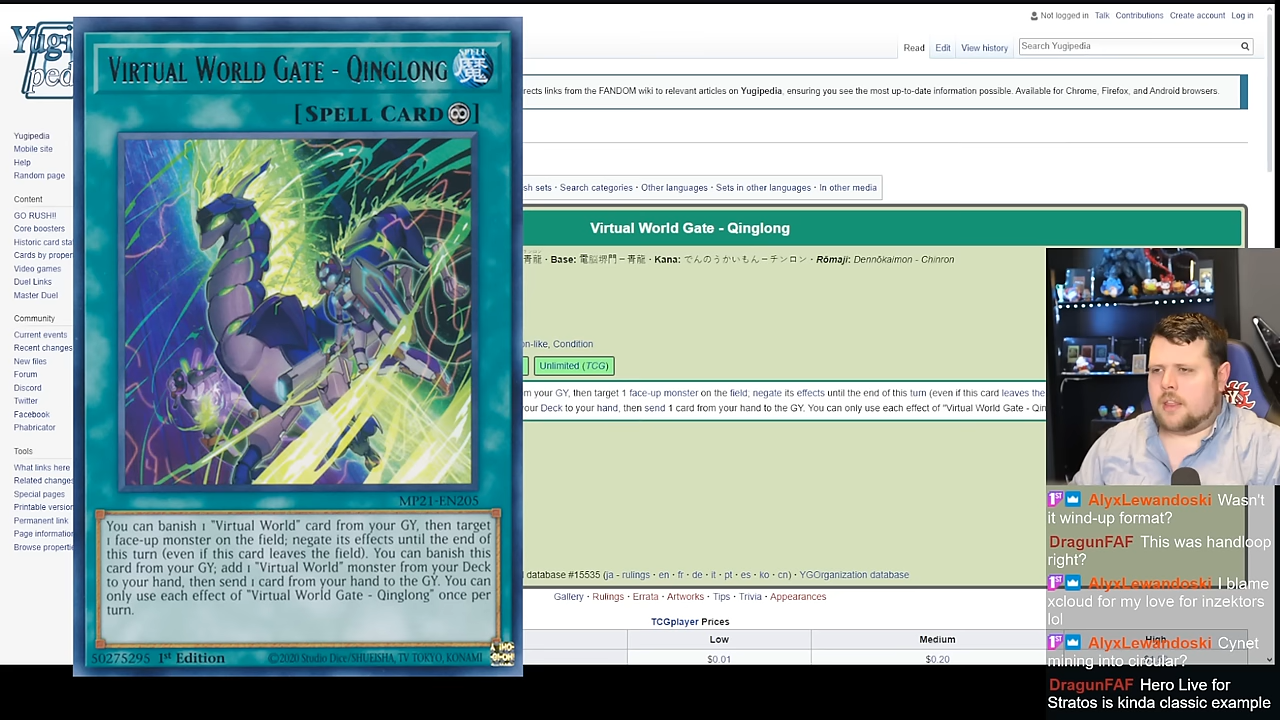 Not logged in Talk Contributions Create account Log in
Read Edit View history Search Yugipedia
VIRTUAL WORLD GATE - QINGLONG SPELL 魔
[SPELL CARD]
MP21-EN205
You can banish 1 "Virtual World" card from your GY, then target
1 face-up monster on the field; negate its effects until the end of
this turn (even if this card leaves the field). You can banish this
card from your GY; add 1 "Virtual World" monster from your Deck
to your hand, then send 1 card from your hand to the GY. You can
only use each effect of "Virtual World Gate - Qinglong" once per
turn.
50275295 1st Edition ©2020 Studio Dice/SHUEISHA, TV TOKYO, KONAMI
Yugipedia
Mobile site
Help
Random page
Content
GO RUSH!!
Core boosters
Historic card
Cards by
Video games
Duel Links
Master Duel
Community
Current events
Recent changes
New files
Forum
Discord
Twitter
Facebook
Phabricator
Tools
What links here
Related changes
Special pages
Printable version
Permanent link
Page information
Browse
links from the FANDOM wiki to relevant articles on Yugipedia, ensuring you see the most up-to-date information possible. Available for Chrome, Firefox, and Android browsers.
sets · Search categories · Other languages · Sets in other languages · In other media
Virtual World Gate - Qinglong
青龍 · Base: 電脳堺門－青龍 · Kana: でんのうかいもん－チンロン · Rōmaji: Dennōkaimon - Chinron
-like, Condition
Unlimited (TCG)
your GY, then target 1 face-up monster on the field; negate its effects until the end of this turn (even if this card leaves the
Deck to your hand, then send 1 card from your hand to the GY. You can only use each effect of "Virtual World Gate - Qin
database #15535 (ja - rulings - en - fr - de - it - pt - es - ko - cn) · YGOrganization database
Gallery · Rulings · Errata · Artworks · Tips · Trivia · Appearances
TCGplayer Prices
Low Medium High
$0.01 $0.20
1ST AlyxLewandoski Wasn't
it wind-up format?
DragunFAF This was handloop
right?
1ST AlyxLewandoski I blame
xcloud for my love for inzektors
lol
1ST AlyxLewandoski Cynet
mining into circular?
DragunFAF Hero Live for
Stratos is kinda classic example